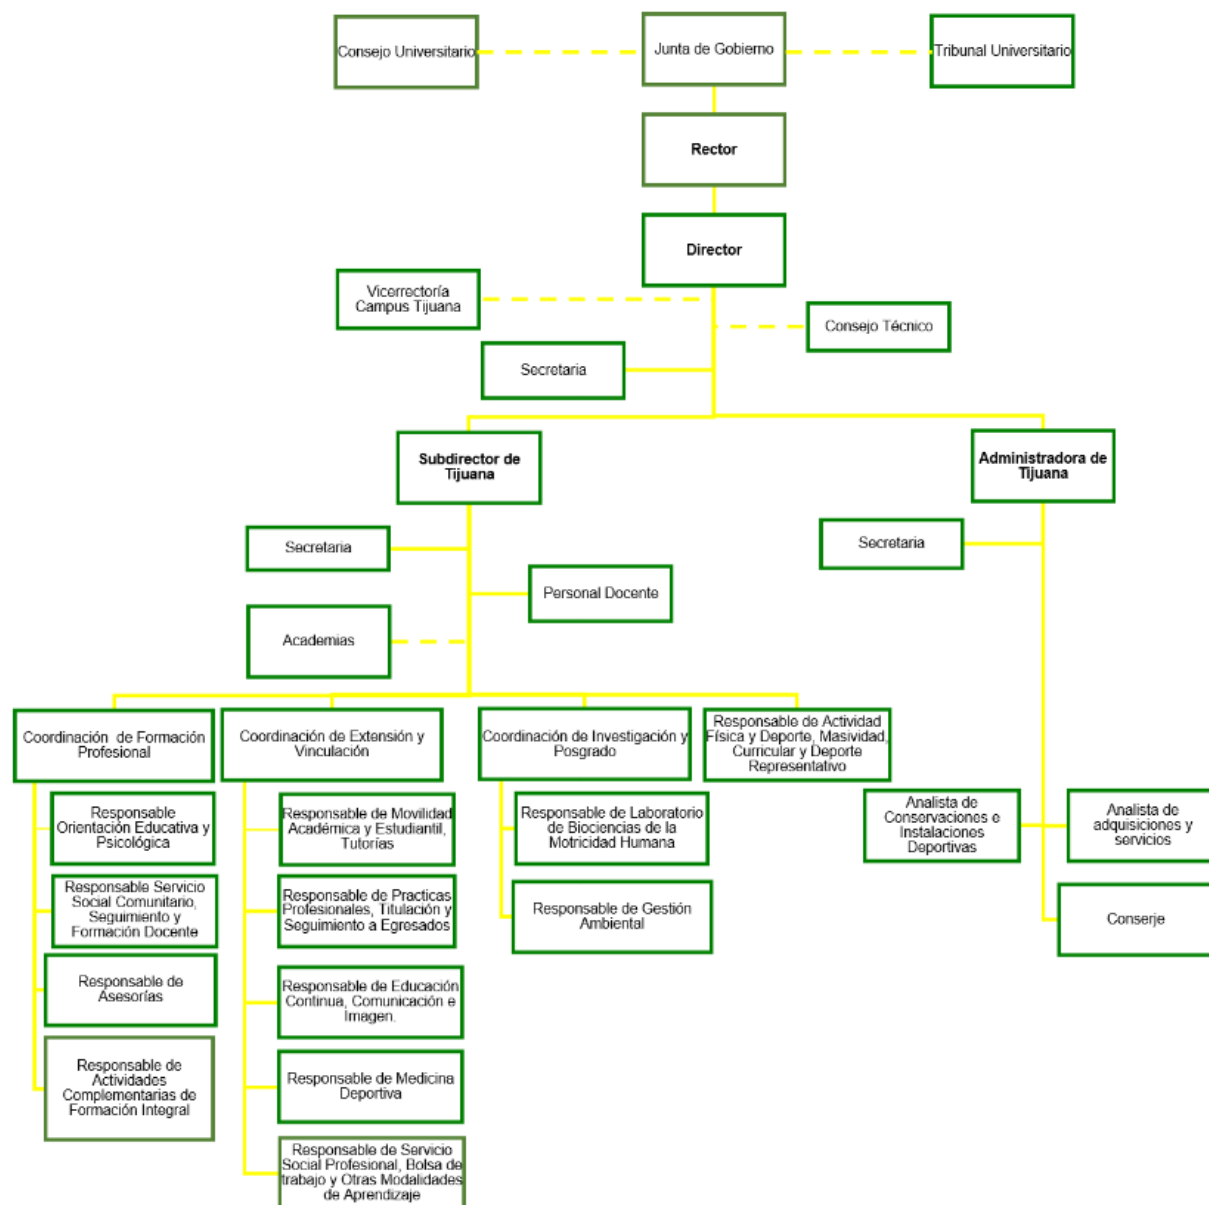 Consejo Universitario
Junta de Gobierno
Tribunal Universitario
Rector
Director
Vicerrectoría
Campus Tijuana
Consejo Técnico
Secretaria
Subdirector de
Tijuana
Administradora de
Tijuana
Secretaria
Secretaria
Personal Docente
Academias
Coordinación de Formación
Profesional
Coordinación de Extensión y
Vinculación
Coordinación de Investigación y
Posgrado
Responsable de Actividad
Física y Deporte, Masividad,
Curricular y Deporte
Representativo
Responsable
Orientación Educativa y
Psicológica
Responsable de Movilidad
Académica y Estudiantil,
Tutorías
Responsable de Laboratorio
de Biociencias de la
Motricidad Humana
Analista de
Conservaciones e
Instalaciones
Deportivas
Analista de
adquisiciones y
servicios
Responsable Servicio
Social Comunitario,
Seguimiento y
Formación Docente
Responsable de Practicas
Profesionales, Titulación y
Seguimiento a Egresados
Responsable de Gestión
Ambiental
Conserje
Responsable de
Asesorías
Responsable de Educación
Continua, Comunicación e
Imagen.
Responsable de
Actividades
Complementarias de
Formación Integral
Responsable de Medicina
Deportiva
Responsable de Servicio
Social Profesional, Bolsa de
trabajo y Otras Modalidades
de Aprendizaje